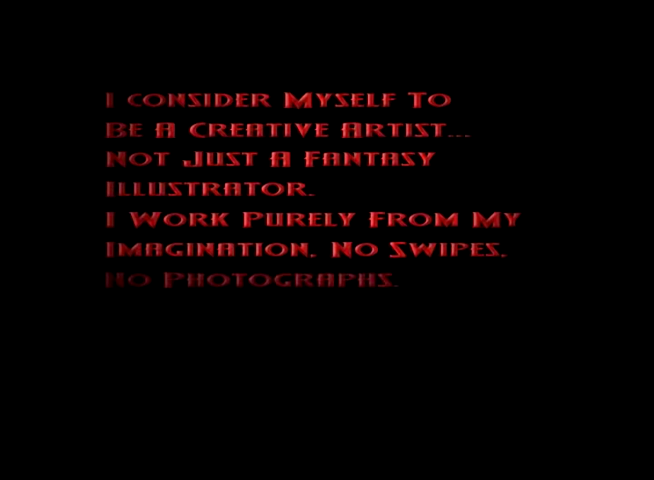 I Consider Myself To
Be A Creative Artist...
Not Just A Fantasy
Illustrator.
I Work Purely From My
Imagination. No Swipes.
No Photographs.